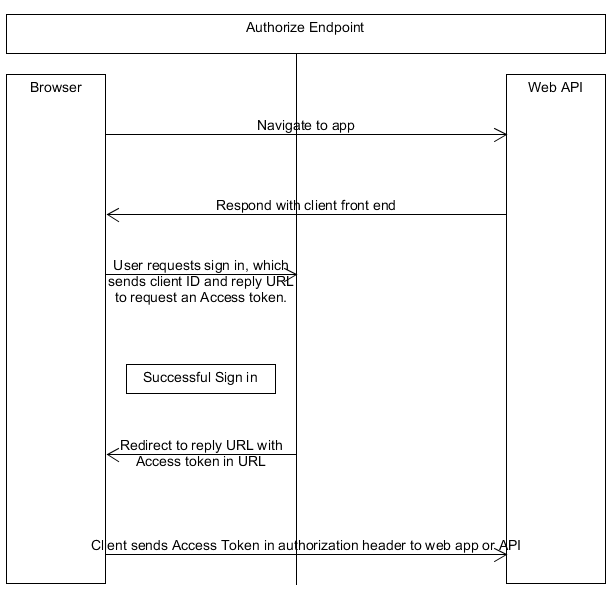 Authorize Endpoint
Browser
Web API
Navigate to app
Respond with client front end
User requests sign in, which
sends client ID and reply URL
to request an Access token.
Successful Sign in
Redirect to reply URL with
Access token in URL
Client sends Access Token in authorization header to web app or API